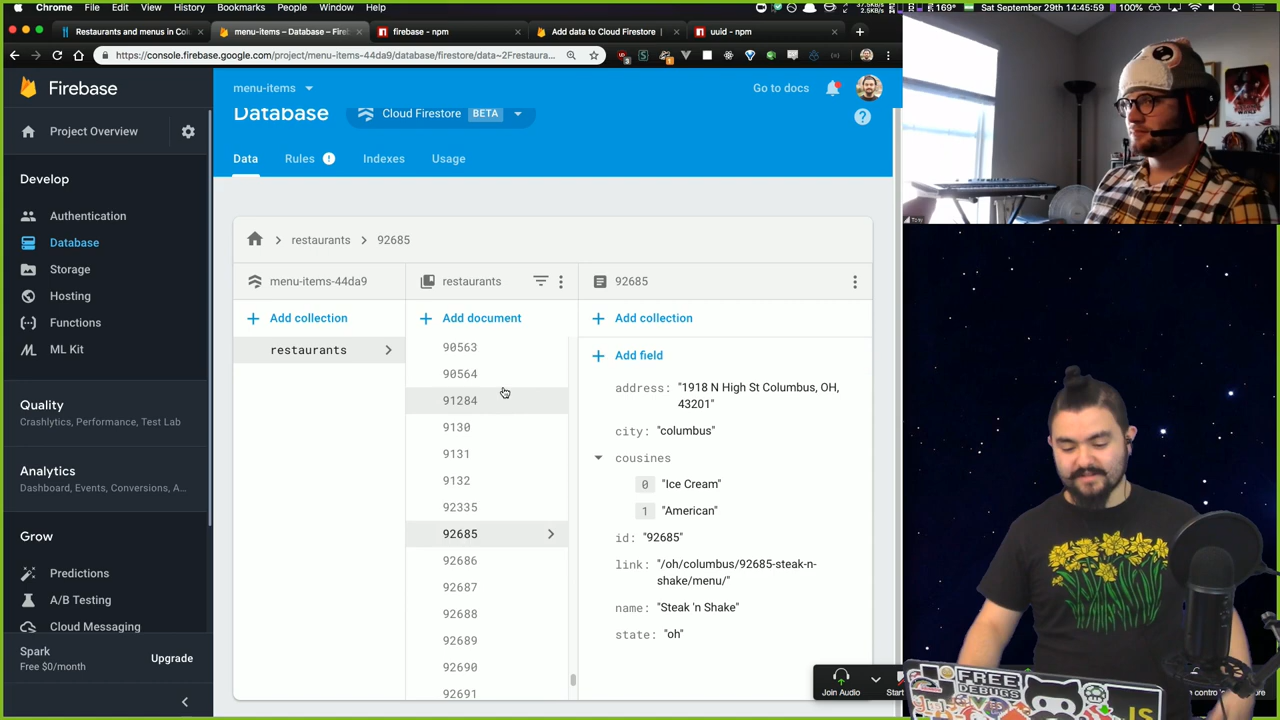 Chrome File Edit View History Bookmarks People Window Help
169° Sat September 29th 14:45:59 100%
Restaurants and menus in Col
menu-items – Database – Fireb
firebase - npm
Add data to Cloud Firestore
uuid - npm
https://console.firebase.google.com/project/menu-items-44da9/database/firestore/data~2Frestaura...
Firebase
menu-items
Go to docs
Database
Cloud Firestore BETA
Project Overview
Data Rules Indexes Usage
Develop
Authentication
Database
Storage
Hosting
Functions
ML Kit
Quality
Crashlytics, Performance, Test Lab
Analytics
Dashboard, Events, Conversions, A...
Grow
Predictions
A/B Testing
Cloud Messaging
Spark
Free $0/month
Upgrade
restaurants > 92685
menu-items-44da9
Add collection
restaurants
restaurants
Add document
90563
90564
91284
9130
9131
9132
92335
92685
92686
92687
92688
92689
92690
92691
92685
Add collection
Add field
address: "1918 N High St Columbus, OH,
43201"
city: "columbus"
cousines
0 "Ice Cream"
1 "American"
id: "92685"
link: "/oh/columbus/92685-steak-n-
shake/menu/"
name: "Steak 'n Shake"
state: "oh"
Join Audio
Start
Tony
FREE
DEBUGS
JS